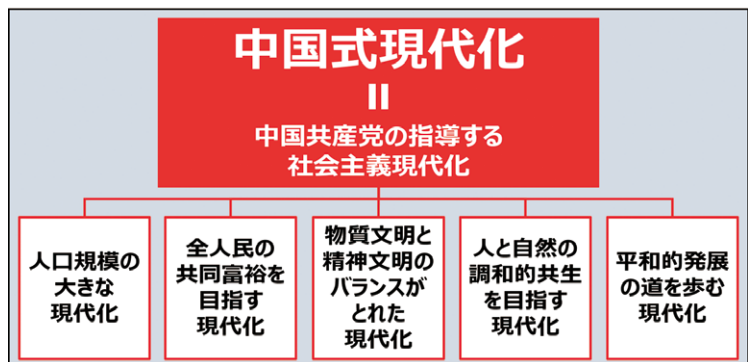 中国式現代化
＝
中国共産党の指導する
社会主義現代化
人口規模の
大きな
現代化
全人民の
共同富裕を
目指す
現代化
物質文明と
精神文明の
バランスが
とれた
現代化
人と自然の
調和的共生
を目指す
現代化
平和的発展
の道を歩む
現代化